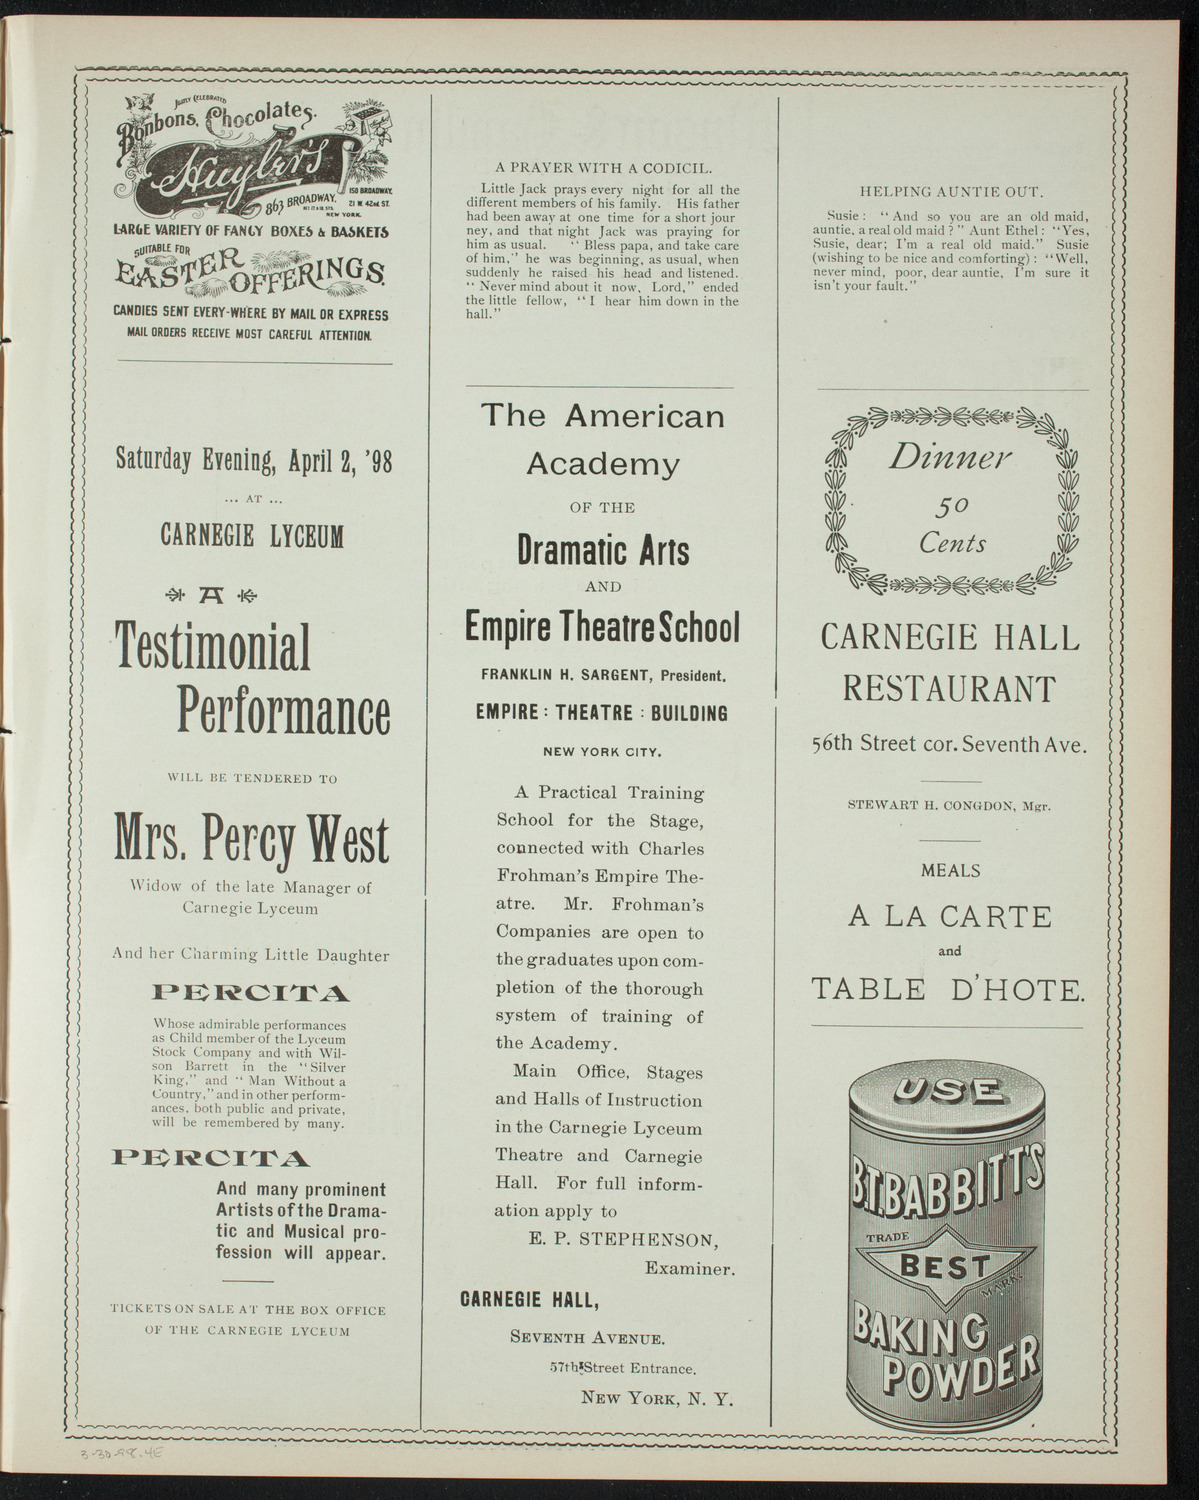 Justly CELEBRATED
Bonbons, Chocolates.
Huyler's
863 BROADWAY,
150 BROADWAY,
21 W. 42nd ST.
NEW YORK.
LARGE VARIETY OF FANCY BOXES & BASKETS
SUITABLE FOR
EASTER
OFFERINGS.
CANDIES SENT EVERY-WHERE BY MAIL OR EXPRESS
MAIL ORDERS RECEIVE MOST CAREFUL ATTENTION.
Saturday Evening, April 2, '98
... AT ...
CARNEGIE LYCEUM
A
Testimonial
Performance
WILL BE TENDERED TO
Mrs. Percy West
Widow of the late Manager of
Carnegie Lyceum
And her Charming Little Daughter
PERCITA
Whose admirable performances
as Child member of the Lyceum
Stock Company and with Wil-
son Barrett in the "Silver
King," and "Man Without a
Country," and in other perform-
ances, both public and private,
will be remembered by many.
PERCITA
And many prominent
Artists of the Drama-
tic and Musical pro-
fession will appear.
TICKETS ON SALE AT THE BOX OFFICE
OF THE CARNEGIE LYCEUM
A PRAYER WITH A CODICIL.
Little Jack prays every night for all the
different members of his family. His father
had been away at one time for a short jour
ney, and that night Jack was praying for
him as usual. "Bless papa, and take care
of him," he was beginning, as usual, when
suddenly he raised his head and listened.
"Never mind about it now, Lord," ended
the little fellow, "I hear him down in the
hall."
The American
Academy
OF THE
Dramatic Arts
AND
Empire Theatre School
FRANKLIN H. SARGENT, President.
EMPIRE : THEATRE : BUILDING
NEW YORK CITY.
A Practical Training
School for the Stage,
connected with Charles
Frohman's Empire The-
atre. Mr. Frohman's
Companies are open to
the graduates upon com-
pletion of the thorough
system of training of
the Academy.
Main Office, Stages
and Halls of Instruction
in the Carnegie Lyceum
Theatre and Carnegie
Hall. For full inform-
ation apply to
E. P. STEPHENSON,
Examiner.
CARNEGIE HALL,
SEVENTH AVENUE.
57th Street Entrance.
NEW YORK, N. Y.
HELPING AUNTIE OUT.
Susie: "And so you are an old maid,
auntie, a real old maid?" Aunt Ethel: "Yes,
Susie, dear; I'm a real old maid." Susie
(wishing to be nice and comforting): "Well,
never mind, poor, dear auntie, I'm sure it
isn't your fault."
Dinner
50
Cents
CARNEGIE HALL
RESTAURANT
56th Street cor. Seventh Ave.
STEWART H. CONGDON, Mgr.
MEALS
A LA CARTE
and
TABLE D'HOTE.
USE
B.T. BABBITT'S
TRADE
BEST
MARK.
BAKING
POWDER
3-30-98.4E